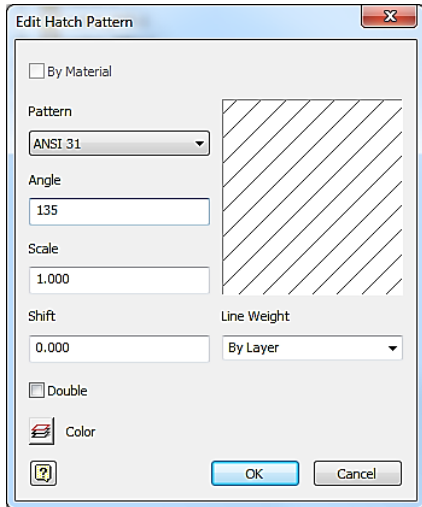 Edit Hatch Pattern
By Material
Pattern
ANSI 31
Angle
135
Scale
1.000
Shift
0.000
Line Weight
By Layer
Double
Color
?
OK
Cancel